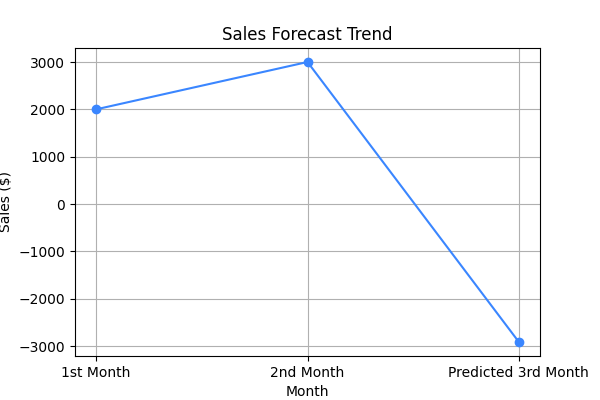 Sales Forecast Trend
Sales ($)
3000
2000
1000
0
−1000
−2000
−3000
1st Month
2nd Month
Predicted 3rd Month
Month